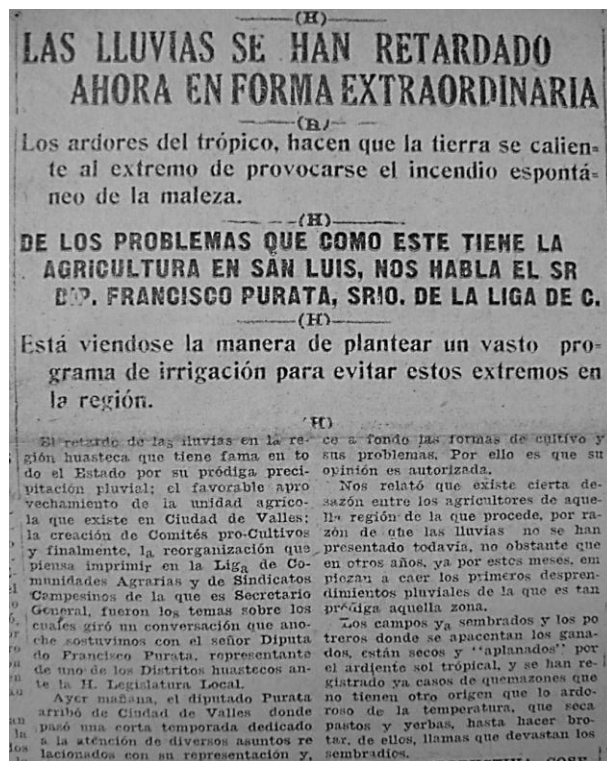 (H)
LAS LLUVIAS SE HAN RETARDADO
AHORA EN FORMA EXTRAORDINARIA
(H)
Los ardores del trópico, hacen que la tierra se calien-
te al extremo de provocarse el incendio espontá-
neo de la maleza.
(H)
DE LOS PROBLEMAS QUE COMO ESTE TIENE LA
AGRICULTURA EN SAN LUIS, NOS HABLA EL SR
DIP. FRANCISCO PURATA, SRIO. DE LA LIGA DE C.
(H)
Está viendose la manera de plantear un vasto pro-
grama de irrigación para evitar estos extremos en
la región.
(H)
El retardo de las lluvias en la re-
gión huasteca que tiene fama en to
do el Estado por su pródiga preci-
pitación pluvial; el favorable apro
vechamiento de la unidad agríco-
la que existe en Ciudad de Valles;
la creación de Comités pro-Cultivos
y finalmente, la reorganización que
piensa imprimir en la Liga de Co-
munidades Agrarias y de Sindicatos
Campesinos de la que es Secretario
General, fueron los temas sobre los
cuales giró un conversación que ano-
che sostuvimos con el señor Diputa
do Francisco Purata, representante
de uno de los Distritos huastecos an-
te la H. Legislatura Local.
Ayer mañana, el diputado Purata
arribó de Ciudad de Valles donde
pasó una corta temporada dedicado
a la atención de diversos asuntos re
lacionados con su representación y,
ce a fondo las formas de cultivo y
sus problemas. Por ello es que su
opinión es autorizada.
Nos relató que existe cierta de-
sazón entre los agricultores de aque-
lla región de la que procede, por ra-
zón de que las lluvias no se han
presentado todavía, no obstante que
en otros años, ya por estos meses, em
piezan a caer los primeros despren-
dimientos pluviales de la que es tan
pródiga aquella zona.
Los campos ya sembrados y los po
treros donde se apacentan los gana-
dos, están secos y "aplanados" por
el ardiente sol trópical, y se han re-
gistrado ya casos de quemazones que
no tienen otro origen que lo ardo-
roso de la temperatura, que seca
pastos y yerbas, hasta hacer bro-
tar, de ellos, llamas que devastan los
sembradíos.